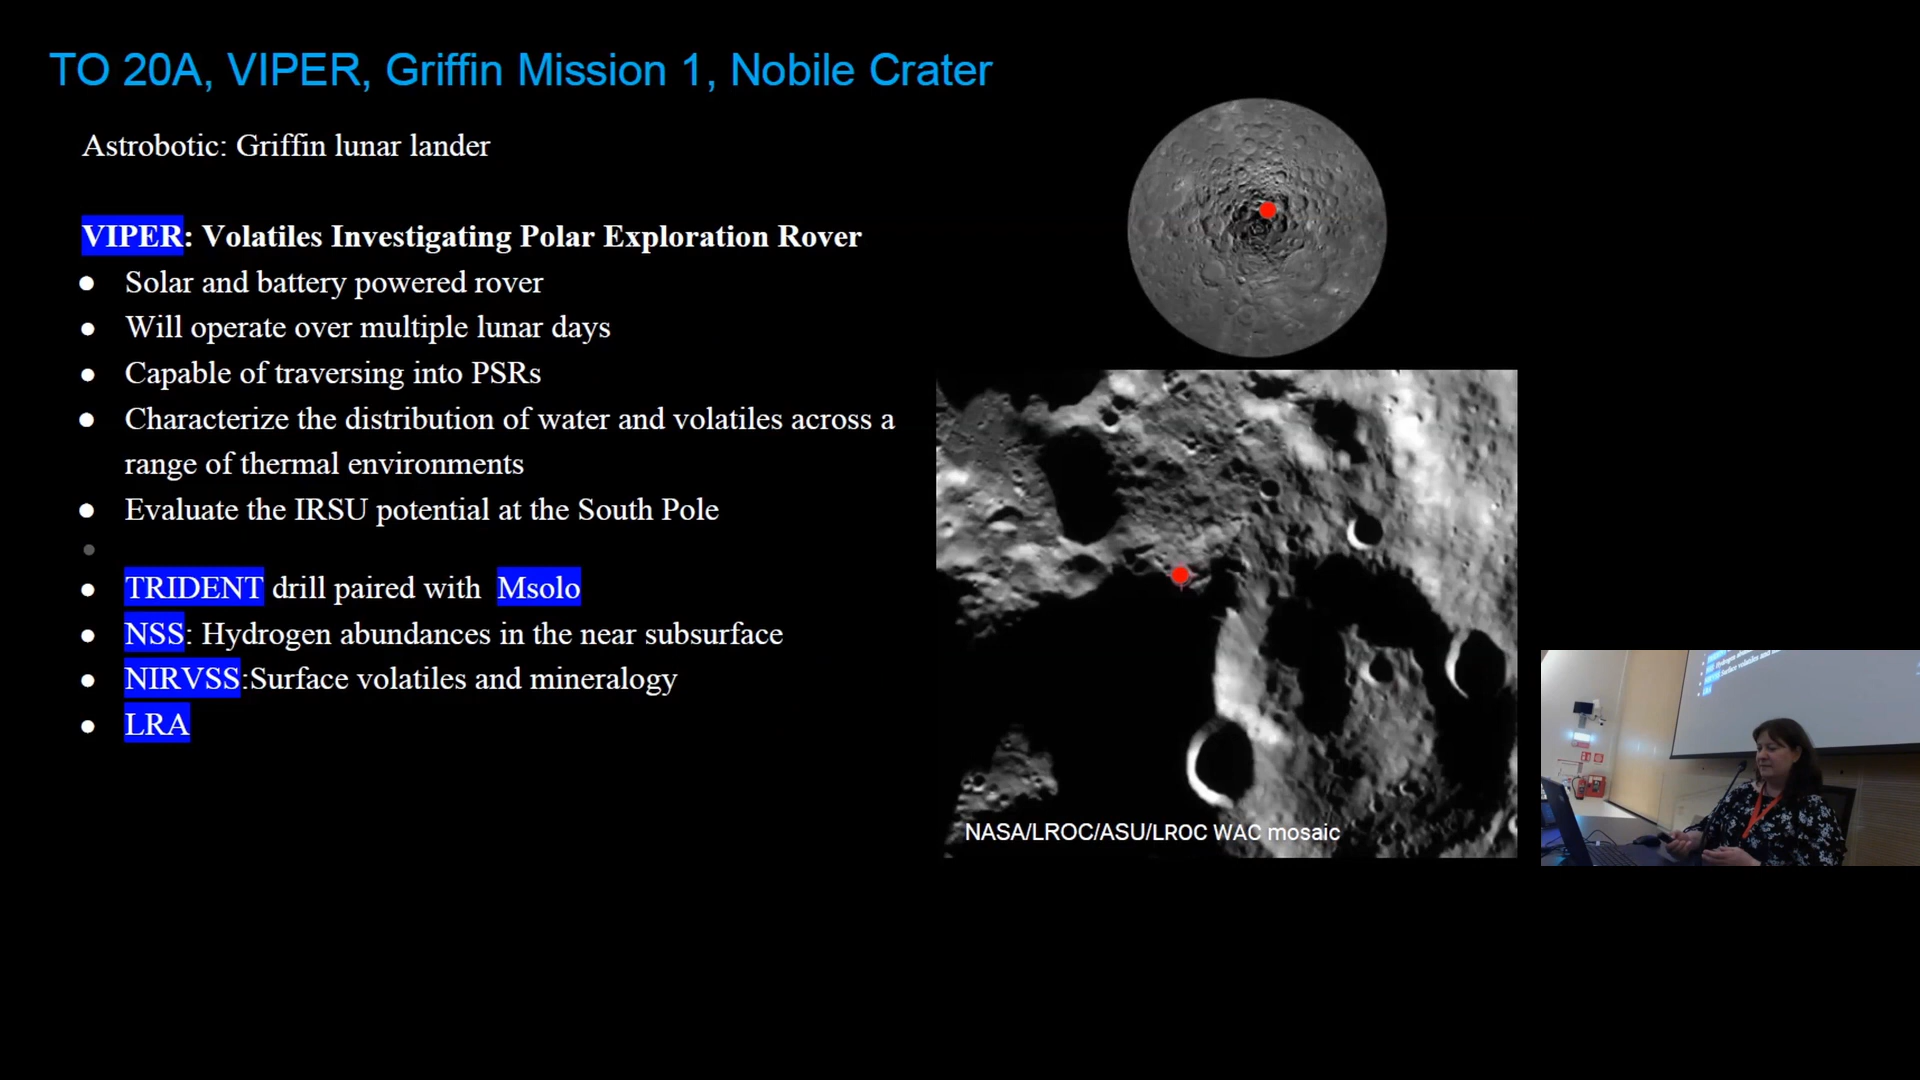 TO 20A, VIPER, Griffin Mission 1, Nobile Crater
Astrobotic: Griffin lunar lander
VIPER: Volatiles Investigating Polar Exploration Rover
● Solar and battery powered rover
● Will operate over multiple lunar days
● Capable of traversing into PSRs
● Characterize the distribution of water and volatiles across a
range of thermal environments
● Evaluate the IRSU potential at the South Pole
●
● TRIDENT drill paired with Msolo
● NSS: Hydrogen abundances in the near subsurface
● NIRVSS:Surface volatiles and mineralogy
● LRA
NASA/LROC/ASU/LROC WAC mosaic